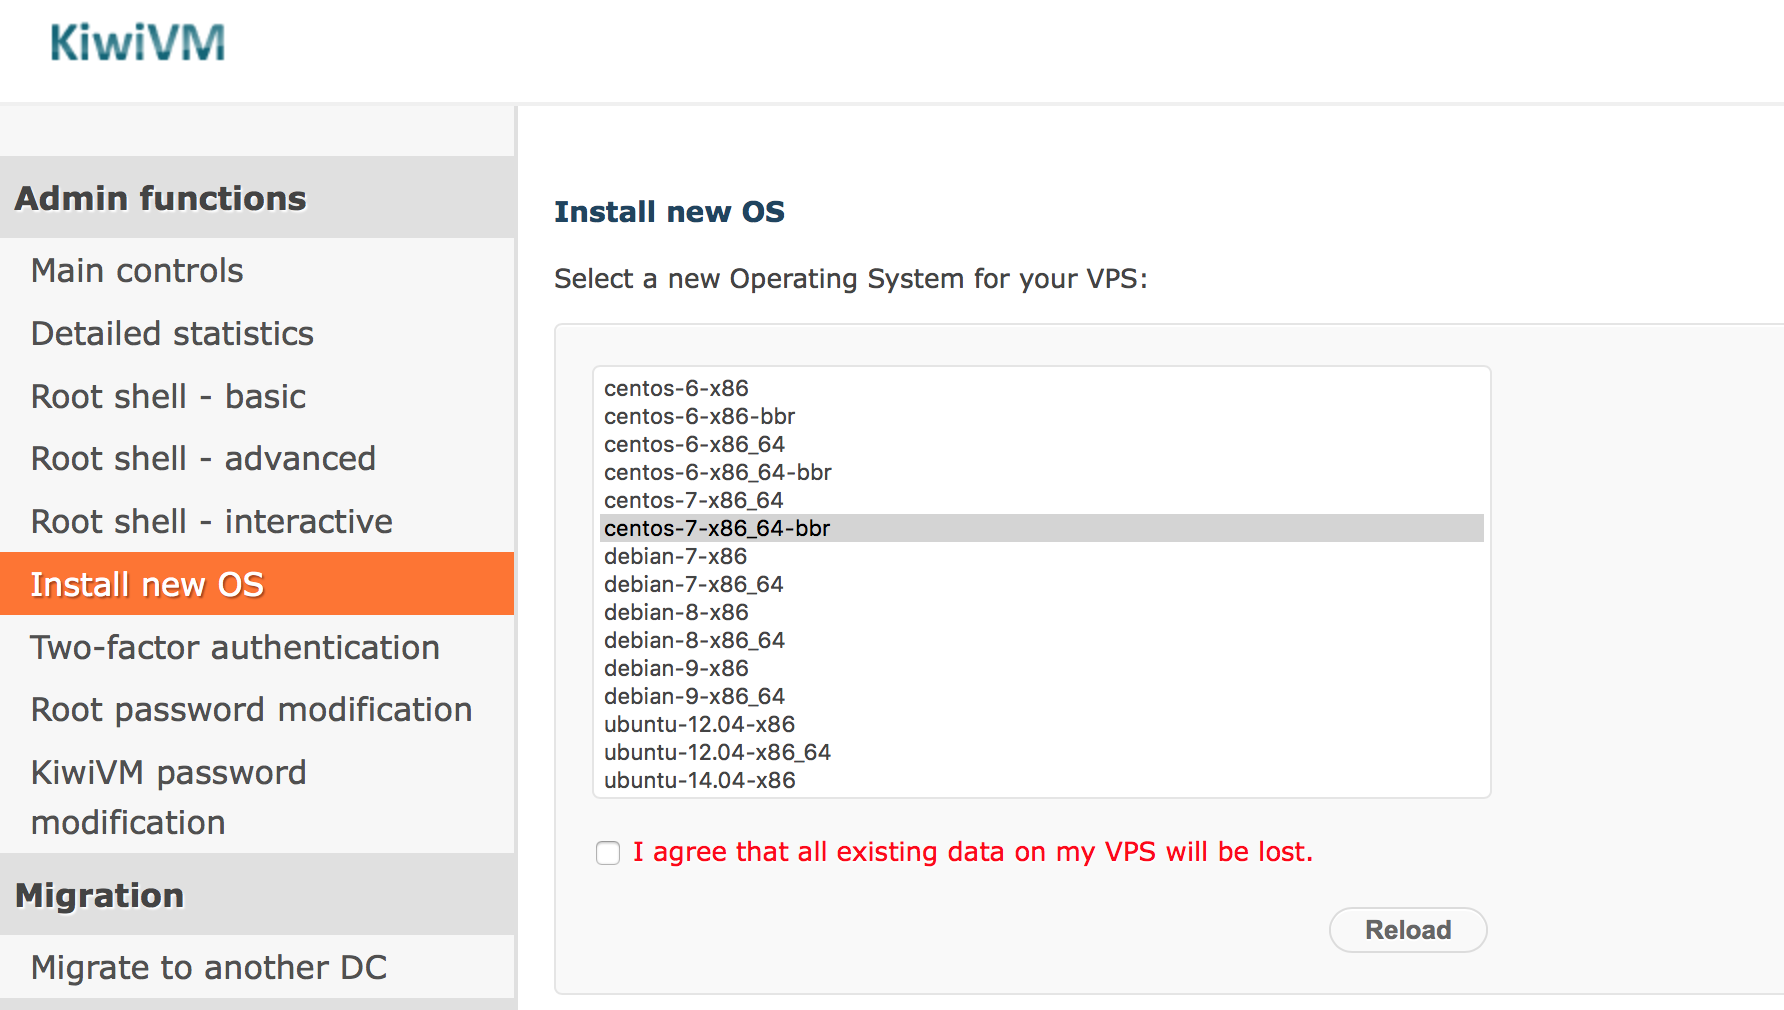 KiwiVM
Admin functions
Main controls
Detailed statistics
Root shell - basic
Root shell - advanced
Root shell - interactive
Install new OS
Two-factor authentication
Root password modification
KiwiVM password
modification
Migration
Migrate to another DC
Install new OS
Select a new Operating System for your VPS:
centos-6-x86
centos-6-x86-bbr
centos-6-x86_64
centos-6-x86_64-bbr
centos-7-x86_64
centos-7-x86_64-bbr
debian-7-x86
debian-7-x86_64
debian-8-x86
debian-8-x86_64
debian-9-x86
debian-9-x86_64
ubuntu-12.04-x86
ubuntu-12.04-x86_64
ubuntu-14.04-x86
I agree that all existing data on my VPS will be lost.
Reload